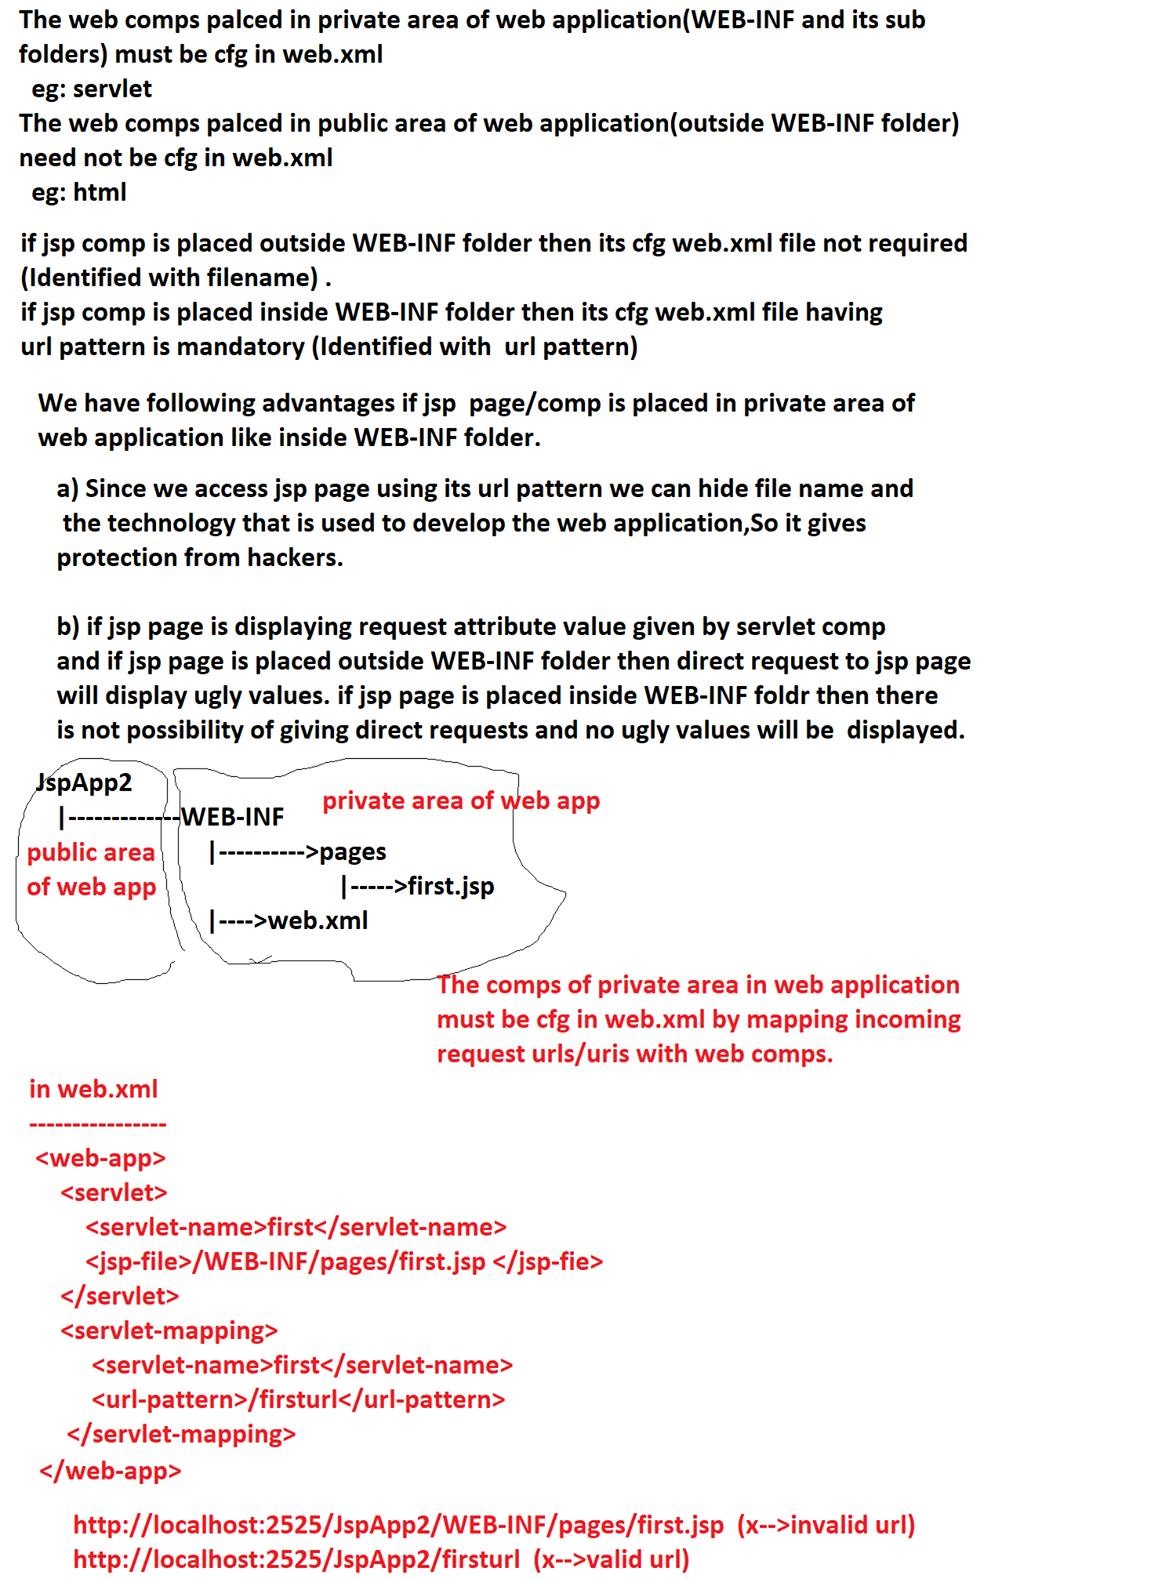 The web comps palced in private area of web application(WEB-INF and its sub
folders) must be cfg in web.xml
eg: servlet
The web comps palced in public area of web application(outside WEB-INF folder)
need not be cfg in web.xml
eg: html
if jsp comp is placed outside WEB-INF folder then its cfg web.xml file not required
(Identified with filename) .
if jsp comp is placed inside WEB-INF folder then its cfg web.xml file having
url pattern is mandatory (Identified with  url pattern)
We have following advantages if jsp  page/comp is placed in private area of
web application like inside WEB-INF folder.
a) Since we access jsp page using its url pattern we can hide file name and
the technology that is used to develop the web application,So it gives
protection from hackers.
b) if jsp page is displaying request attribute value given by servlet comp
and if jsp page is placed outside WEB-INF folder then direct request to jsp page
will display ugly values. if jsp page is placed inside WEB-INF foldr then there
is not possibility of giving direct requests and no ugly values will be  displayed.
JspApp2
private area of web app
|-------------WEB-INF
public area
|---------->pages
of web app
|----->first.jsp
|---->web.xml
The comps of private area in web application
must be cfg in web.xml by mapping incoming
request urls/uris with web comps.
in web.xml
----------------
<web-app>
<servlet>
<servlet-name>first</servlet-name>
<jsp-file>/WEB-INF/pages/first.jsp </jsp-fie>
</servlet>
<servlet-mapping>
<servlet-name>first</servlet-name>
<url-pattern>/firsturl</url-pattern>
</servlet-mapping>
</web-app>
http://localhost:2525/JspApp2/WEB-INF/pages/first.jsp  (x-->invalid url)
http://localhost:2525/JspApp2/firsturl  (x-->valid url)